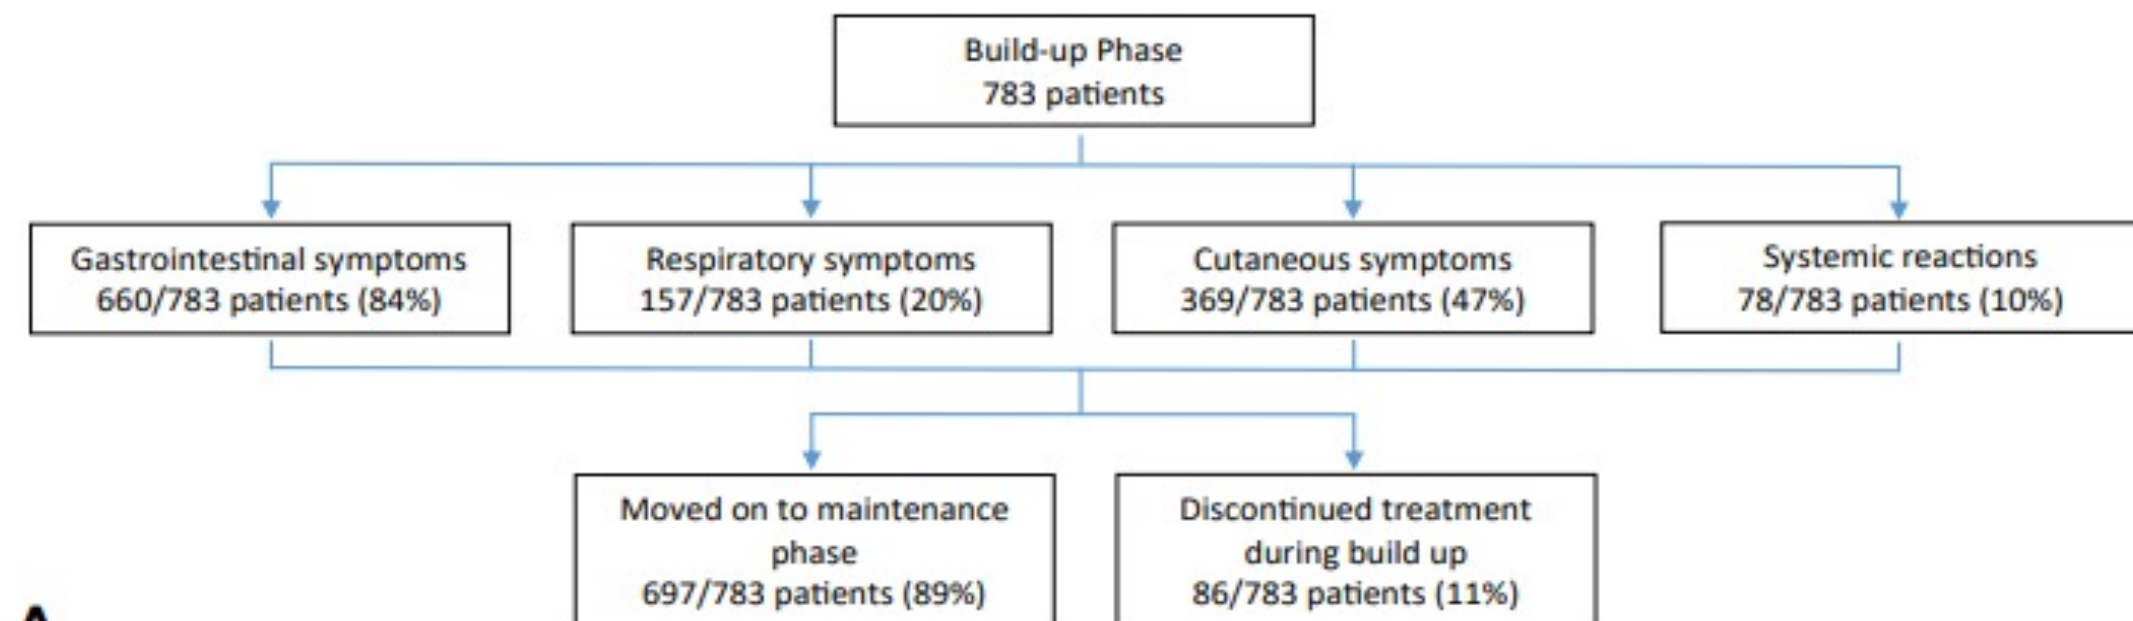 Build-up Phase
783 patients
Gastrointestinal symptoms
660/783 patients (84%)
Respiratory symptoms
157/783 patients (20%)
Cutaneous symptoms
369/783 patients (47%)
Systemic reactions
78/783 patients (10%)
Moved on to maintenance
phase
697/783 patients (89%)
Discontinued treatment
during build up
86/783 patients (11%)
A